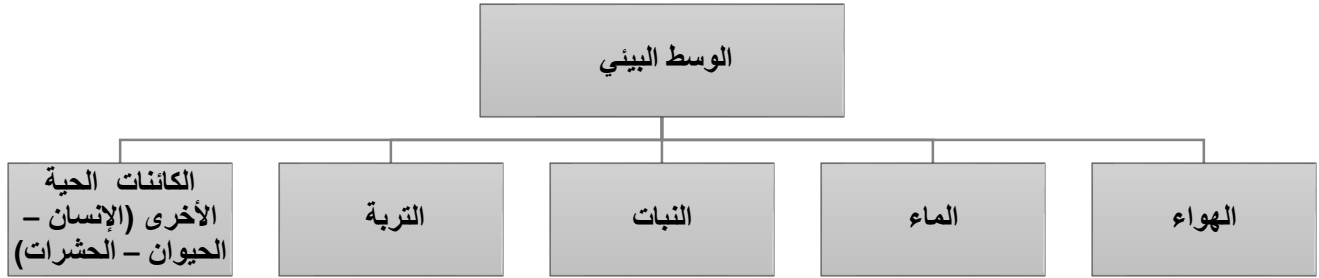 الوسط البيئي
الهواء
الماء
النبات
التربة
الكائنات الحية
الأخرى (الإنسان –
الحيوان – الحشرات)